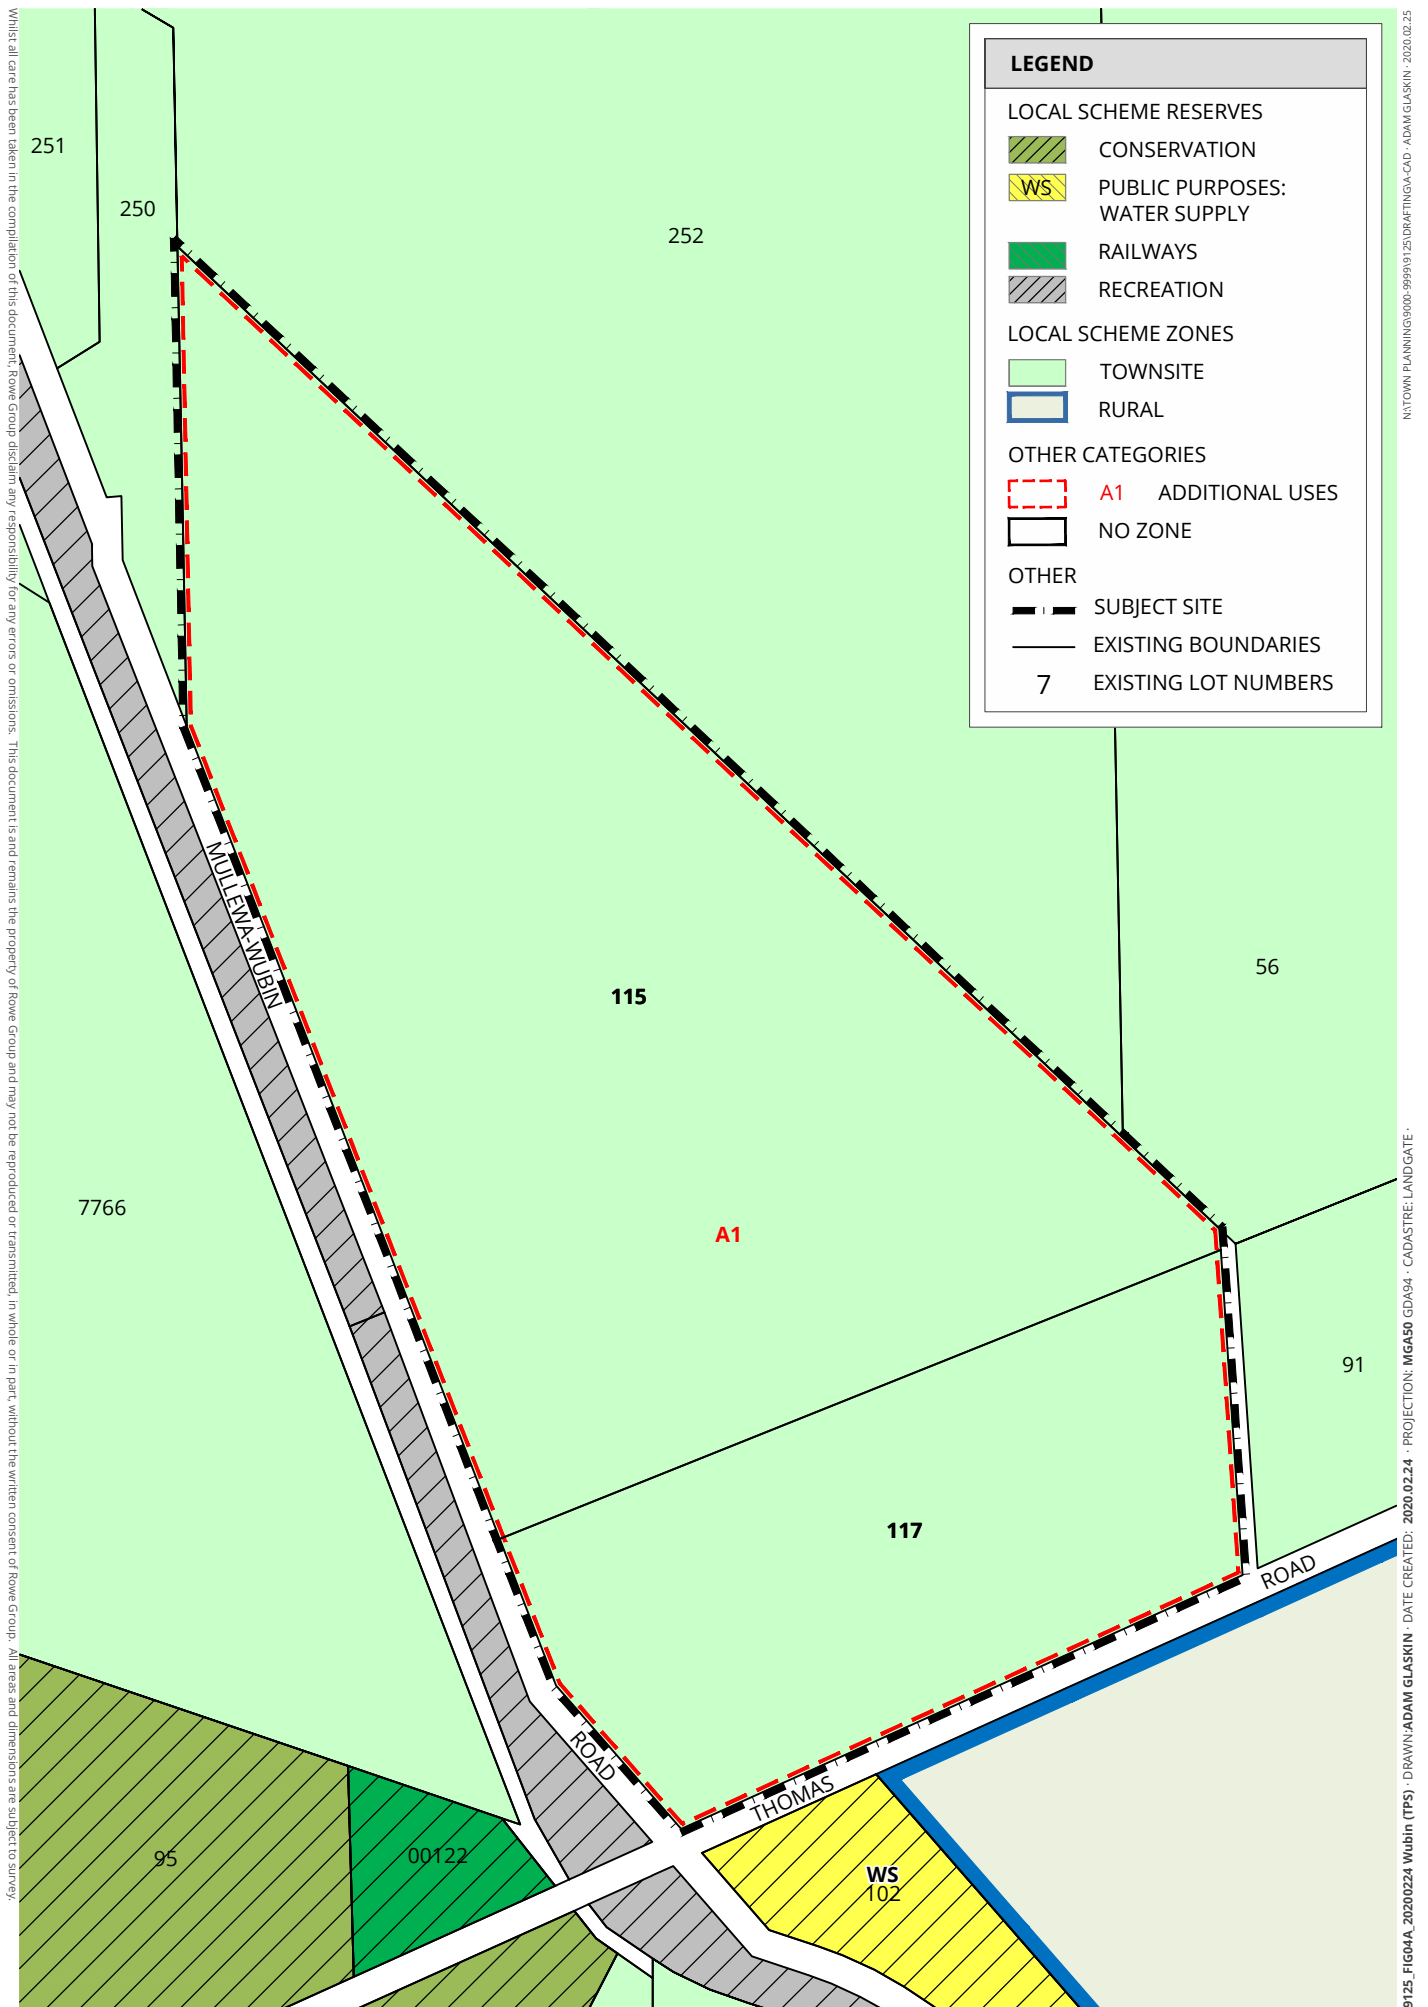 LEGEND
LOCAL SCHEME RESERVES
CONSERVATION
WS PUBLIC PURPOSES:
WATER SUPPLY
RAILWAYS
RECREATION
LOCAL SCHEME ZONES
TOWNSITE
RURAL
OTHER CATEGORIES
A1 ADDITIONAL USES
NO ZONE
OTHER
SUBJECT SITE
EXISTING BOUNDARIES
7 EXISTING LOT NUMBERS
251
250
252
MULLEWA-WUBIN
115
56
7766
A1
91
117
ROAD
ROAD
THOMAS
95
00122
WS
102
Whilst all care has been taken in the compilation of this document, Rowe Group disclaim any responsibility for any errors or omissions. This document is and remains the property of Rowe Group and may not be reproduced or transmitted, in whole or in part, without the written consent of Rowe Group. All areas and dimensions are subject to survey.
9125_FIG04A_20200224 Wubin (TPS) · DRAWN:ADAM GLASKIN · DATE CREATED: 2020.02.24 · PROJECTION: MGA50 GDA94 · CADASTRE: LANDGATE ·
N:\TOWN PLANNING\9000-9999\9125\DRAFTING\A-CAD · ADAM GLASKIN · 2020.02.25